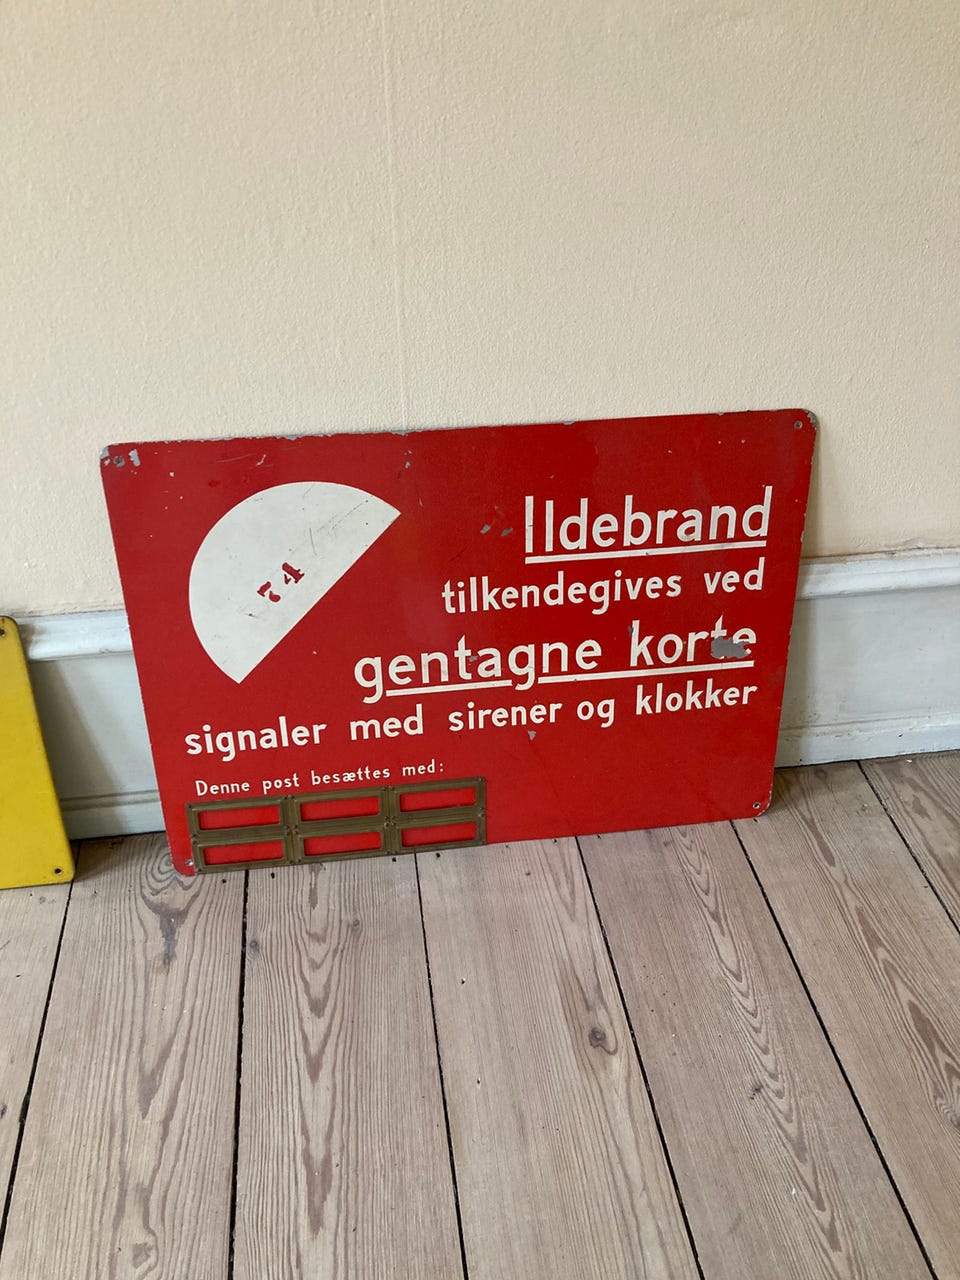 74
Ildebrand
tilkendegives ved
gentagne korte
signaler med sirener og klokker
Denne post besættes med: